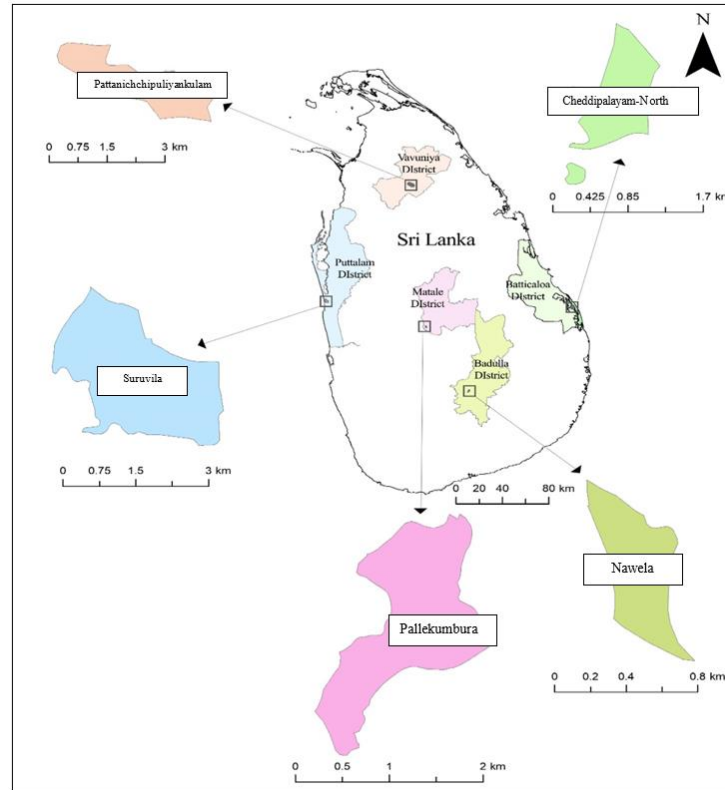 N
Pattanichchipuliyankulam
Cheddipalayam-North
0 0.75 1.5 3 km
0 0.425 0.85 1.7 km
Vavuniya
DIstrict
Sri Lanka
Puttalam
DIstrict
Batticaloa
DIstrict
Matale
DIstrict
Suruvila
Badulla
DIstrict
0 0.75 1.5 3 km
0 20 40 80 km
Nawela
Pallekumbura
0 0.2 0.4 0.8 km
0 0.5 1 2 km